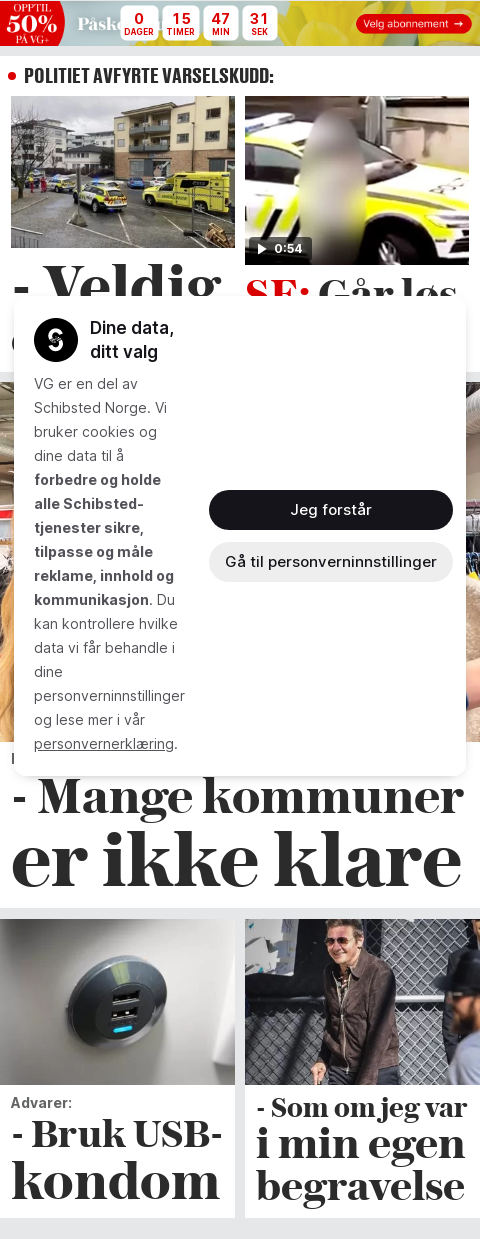 OPPTIL
50%
PÅ VG+
0
DAGER
15
TIMER
47
MIN
31
SEK
Velg abonnement →
POLITIET AVFYRTE VARSELSKUDD:
0:54
- Veldig
SE: Går løs
Dine data,
ditt valg
VG er en del av
Schibsted Norge. Vi
bruker cookies og
dine data til å
forbedre og holde
alle Schibsted-
tjenester sikre,
tilpasse og måle
reklame, innhold og
kommunikasjon. Du
kan kontrollere hvilke
data vi får behandle i
dine
personverninnstillinger
og lese mer i vår
personvernerklæring.
Jeg forstår
Gå til personverninnstillinger
- Mange kommuner
er ikke klare
Advarer:
- Bruk USB-
kondom
- Som om jeg var
i min egen
begravelse